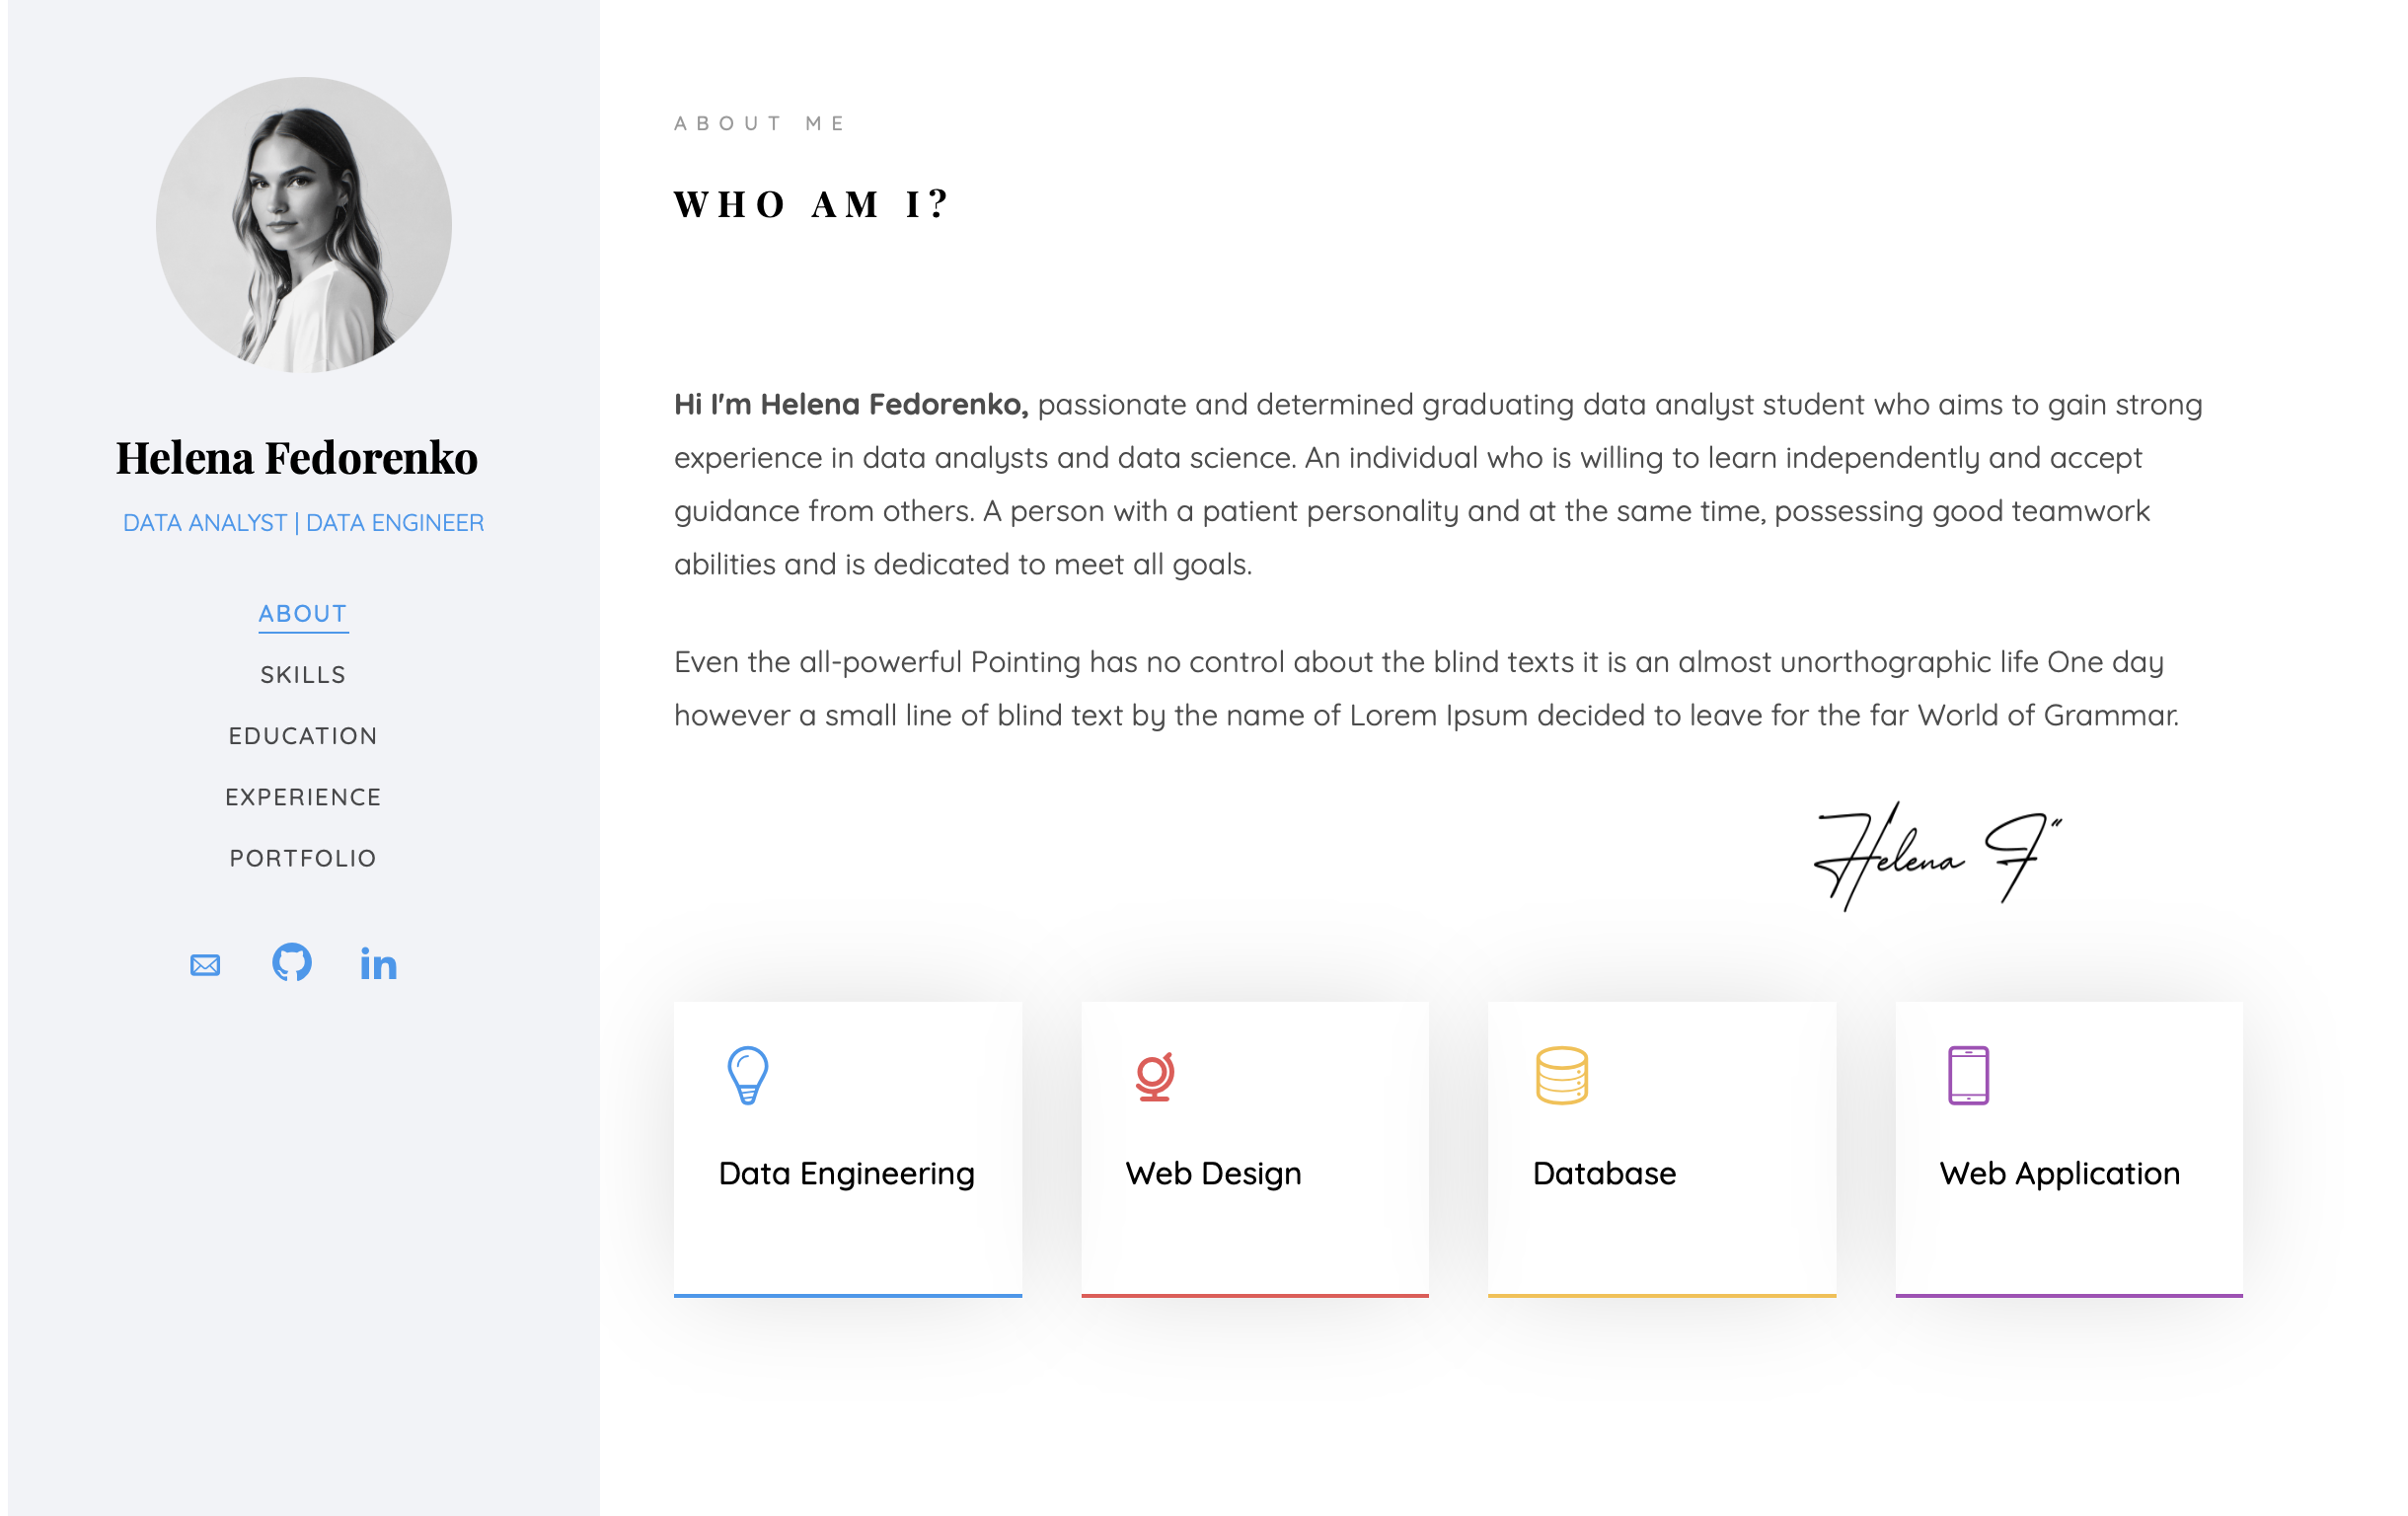 Helena Fedorenko
DATA ANALYST | DATA ENGINEER
ABOUT
SKILLS
EDUCATION
EXPERIENCE
PORTFOLIO
in
ABOUT ME
WHO AM I?
Hi I'm Helena Fedorenko, passionate and determined graduating data analyst student who aims to gain strong
experience in data analysts and data science. An individual who is willing to learn independently and accept
guidance from others. A person with a patient personality and at the same time, possessing good teamwork
abilities and is dedicated to meet all goals.
Even the all-powerful Pointing has no control about the blind texts it is an almost unorthographic life One day
however a small line of blind text by the name of Lorem Ipsum decided to leave for the far World of Grammar.
Helena F"
Data Engineering
Web Design
Database
Web Application